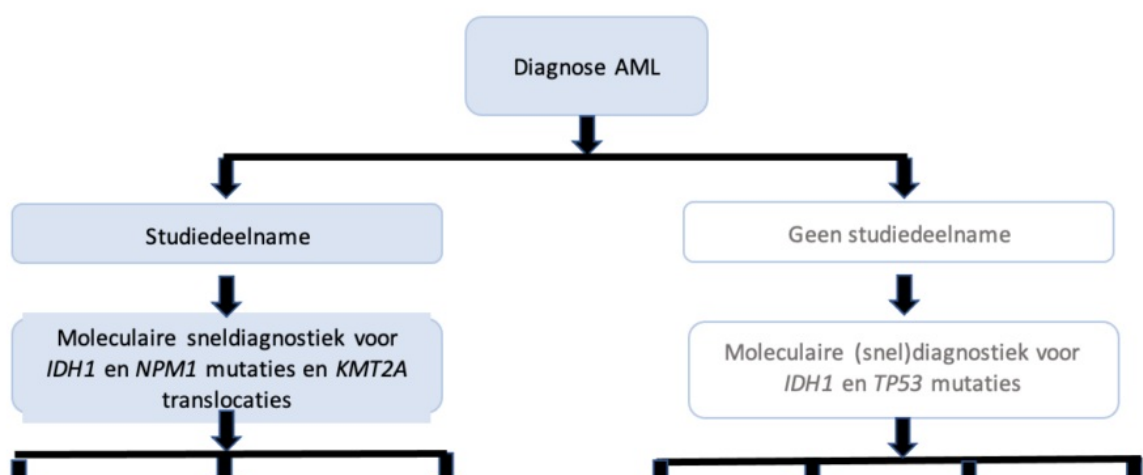 Diagnose AML
Studiedeelname
Geen studiedeelname
Moleculaire sneldiagnostiek voor
IDH1 en NPM1 mutaties en KMT2A
translocaties
Moleculaire (snel)diagnostiek voor
IDH1 en TP53 mutaties